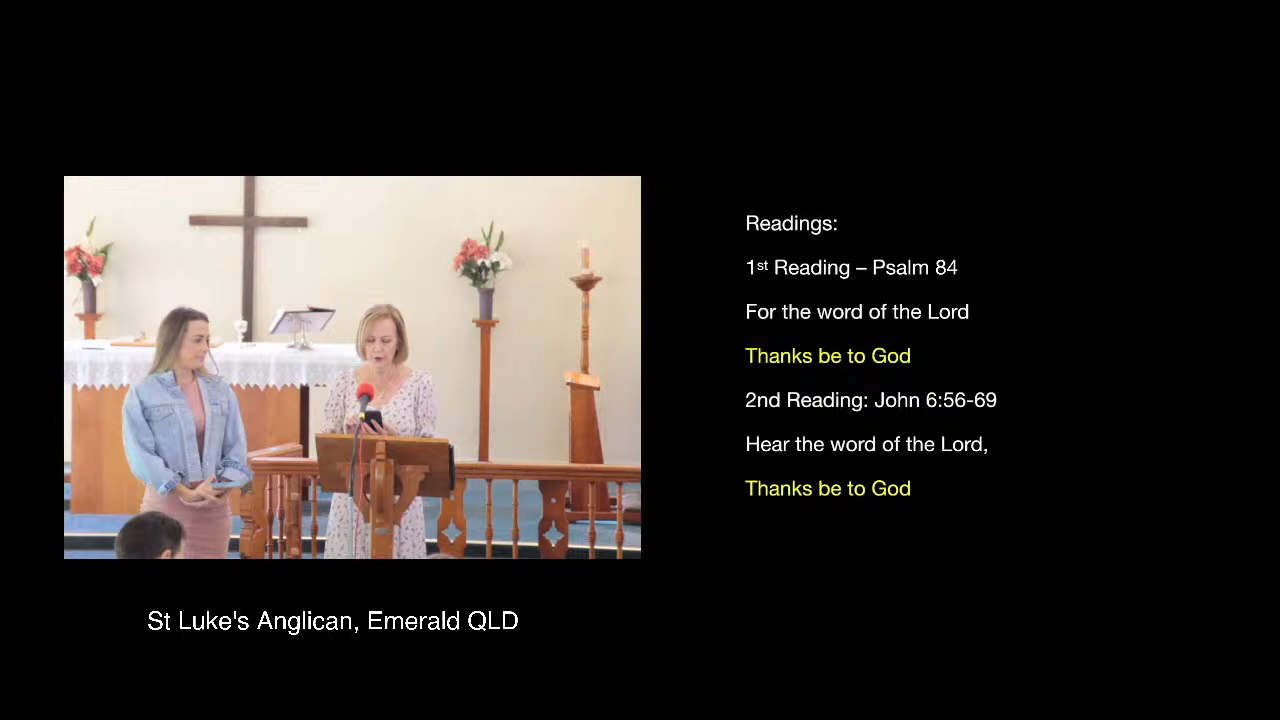 Readings:
1st Reading – Psalm 84
For the word of the Lord
Thanks be to God
2nd Reading: John 6:56-69
Hear the word of the Lord,
Thanks be to God
St Luke's Anglican, Emerald QLD